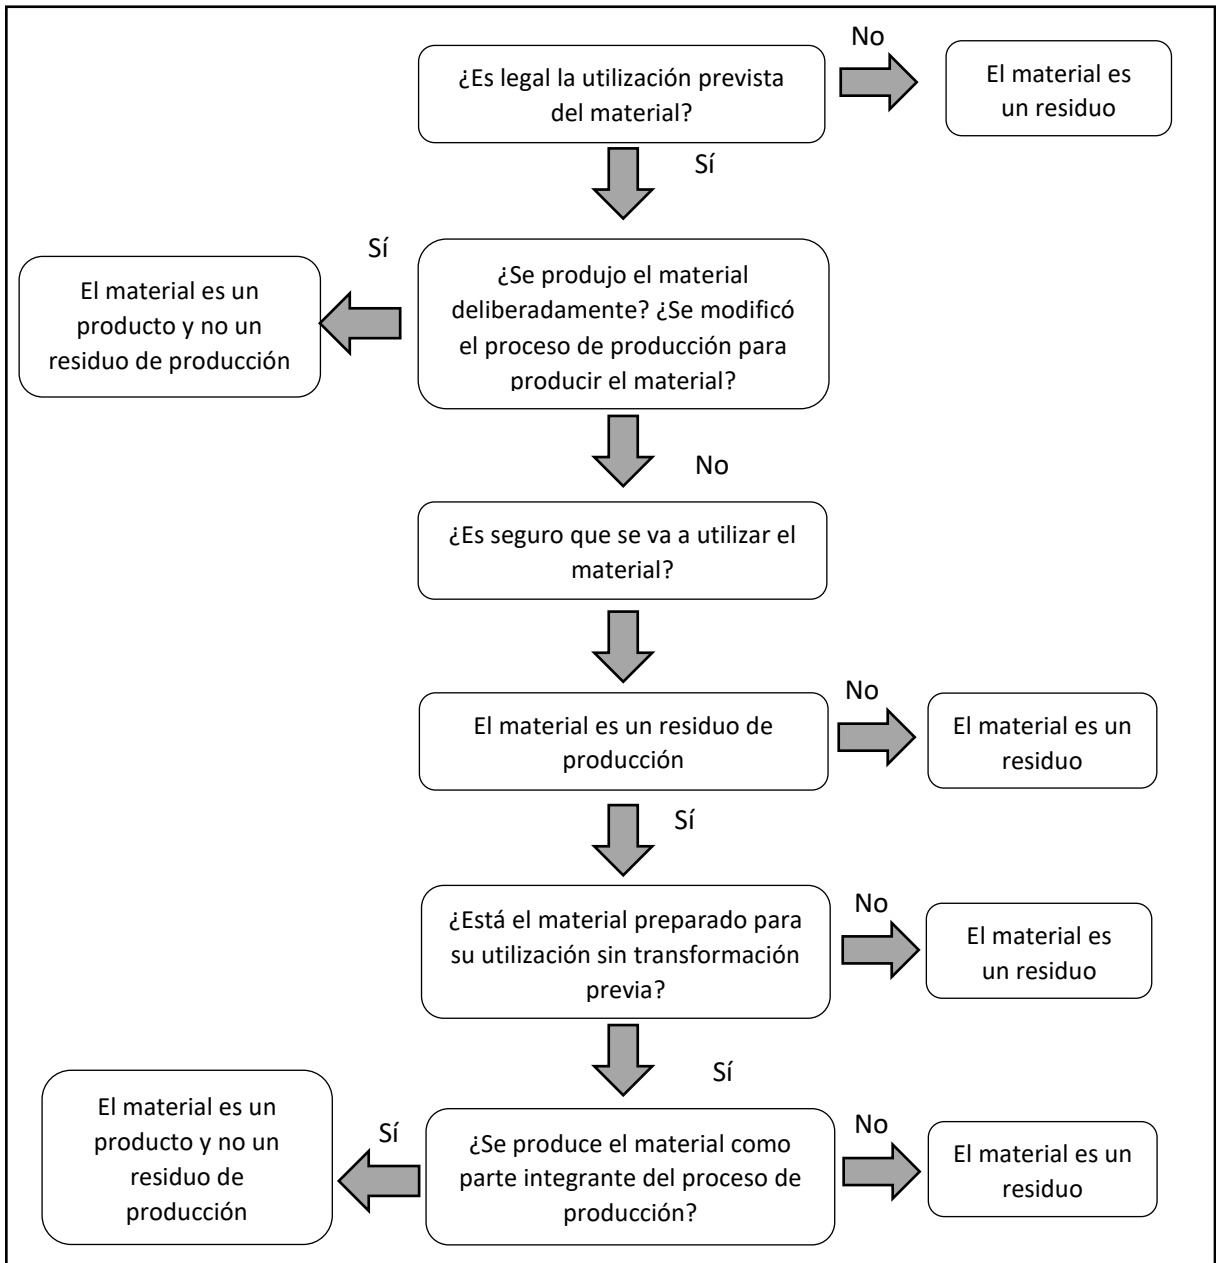 No
¿Es legal la utilización prevista
del material?
El material es
un residuo
Sí
Sí
¿Se produjo el material
deliberadamente? ¿Se modificó
el proceso de producción para
producir el material?
El material es un
producto y no un
residuo de producción
No
¿Es seguro que se va a utilizar el
material?
No
El material es un residuo de
producción
El material es un
residuo
Sí
¿Está el material preparado para
su utilización sin transformación
previa?
No
El material es
un residuo
Sí
El material es un
producto y no un
residuo de
producción
Sí
¿Se produce el material como
parte integrante del proceso de
producción?
No
El material es un
residuo